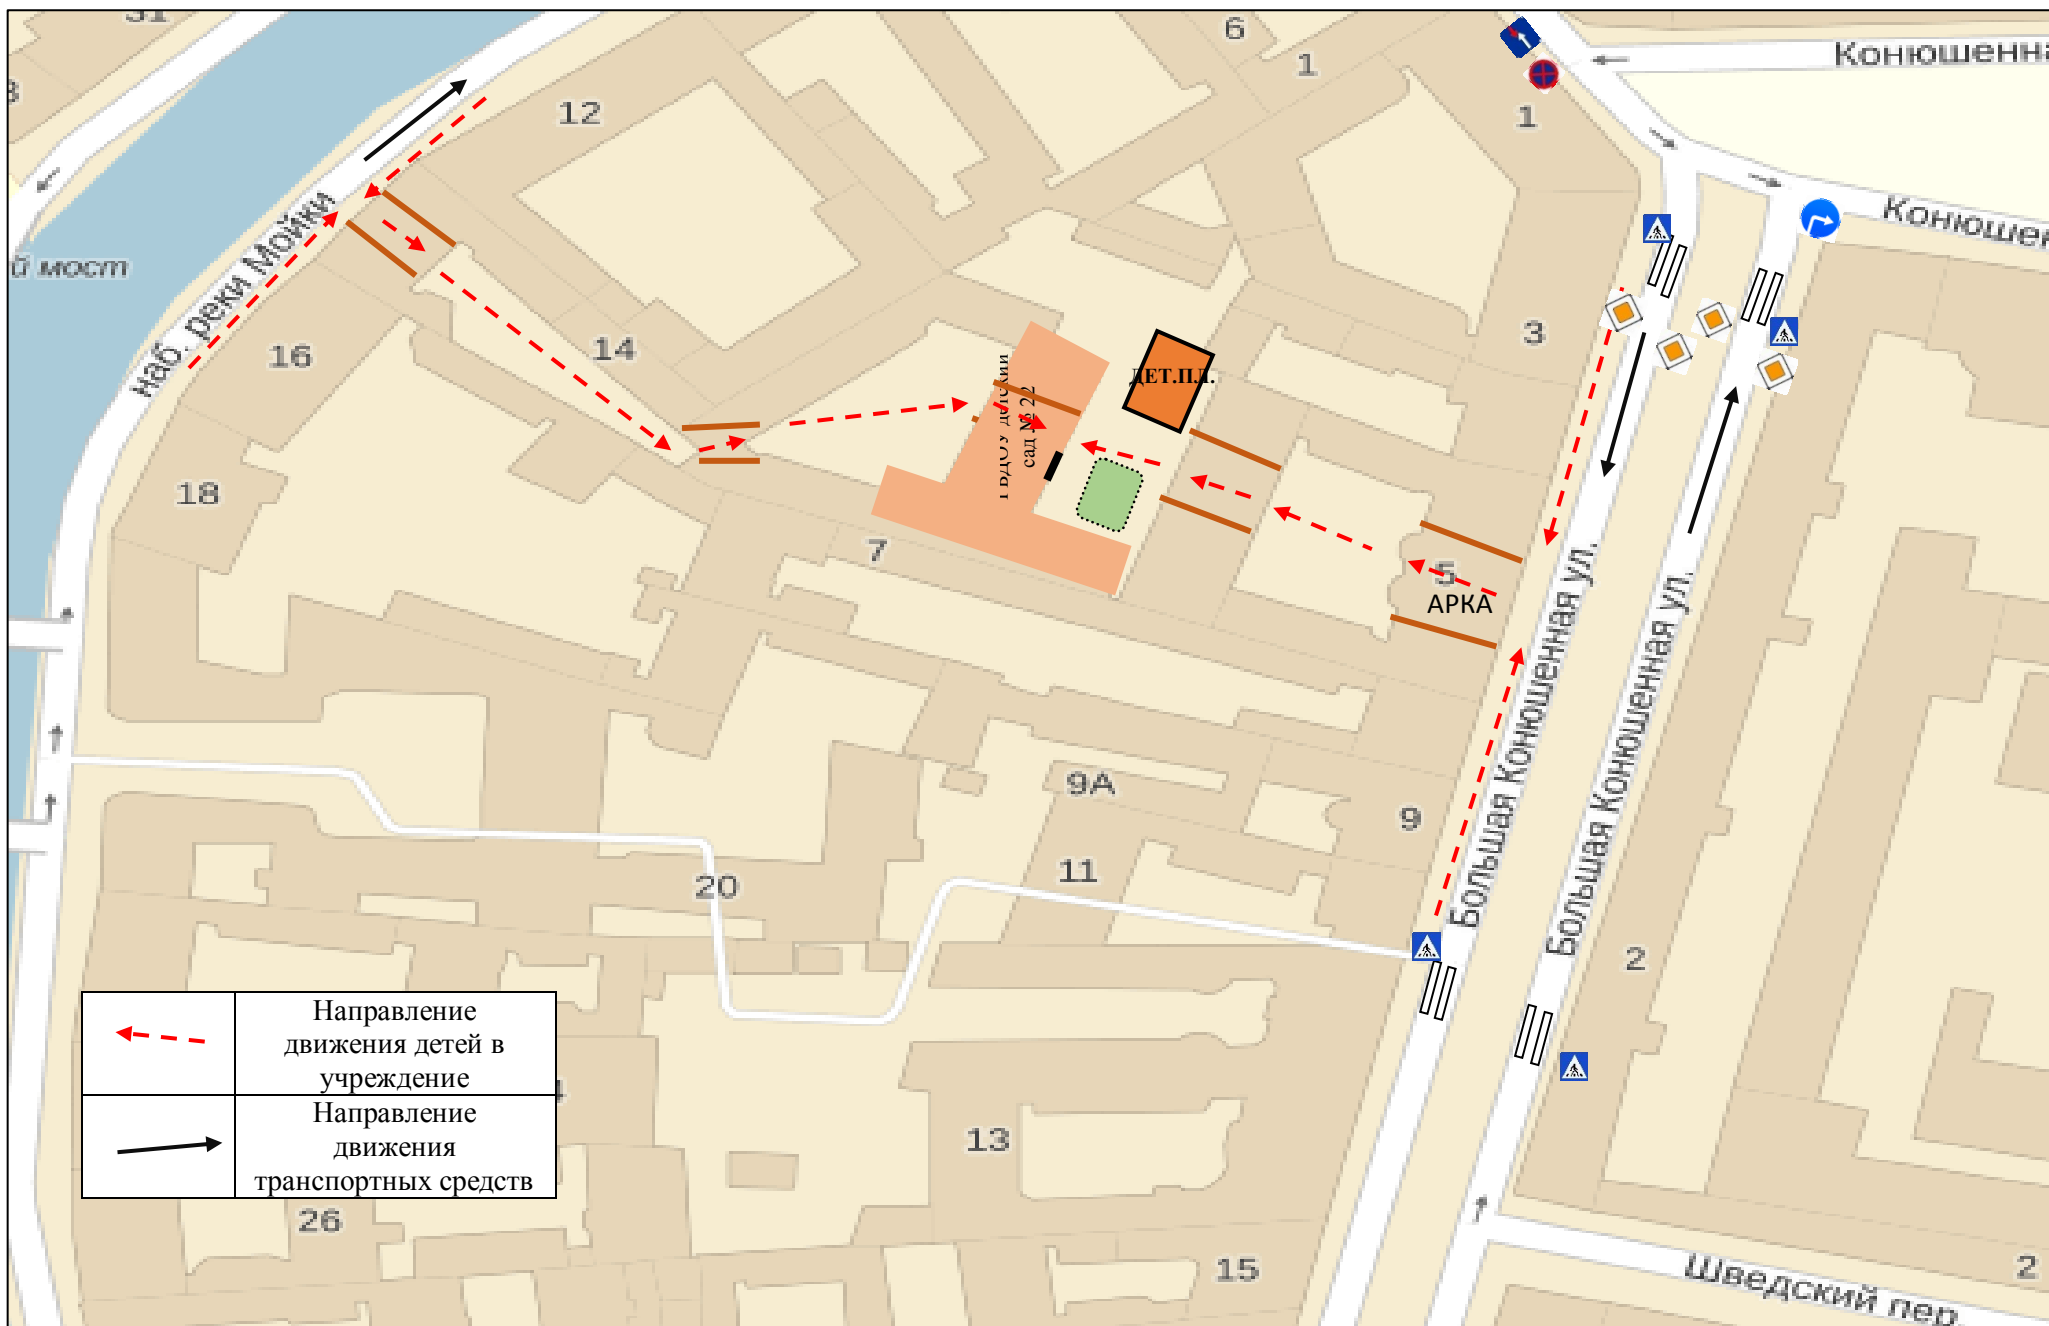 31
6
1
Конюшенна
12
1
3
наб. реки Мойки
Конюшен
й мост
14
16
3
ДЕТ.П.Л.
сад № 22
18
7
5
АРКА
Большая Конюшенная ул.
Большая Конюшенная ул.
9А
9
11
20
2
Направление
движения детей в
учреждение
Направление
движения
транспортных средств
13
26
15
Шведский пер.
2